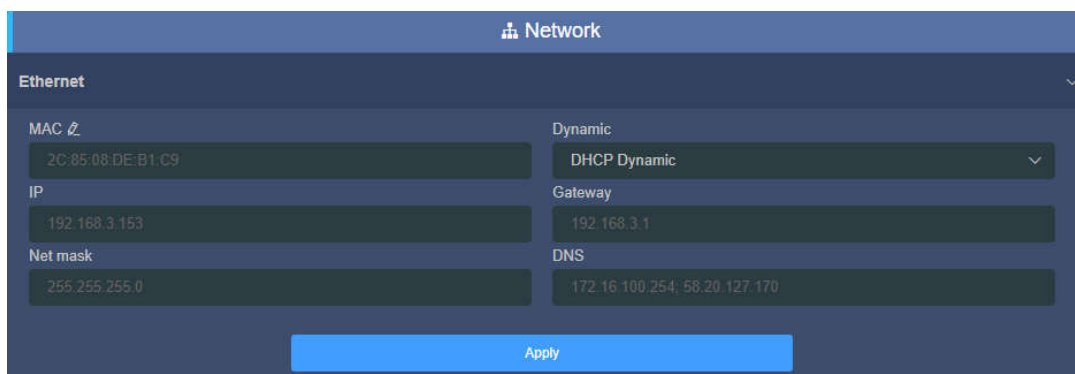 Network
Ethernet
MAC
Dynamic
2C:85:08:DE:B1:C9
DHCP Dynamic
IP
Gateway
192.168.3.153
192.168.3.1
Net mask
DNS
255.255.255.0
172.16.100.254; 58.20.127.170
Apply